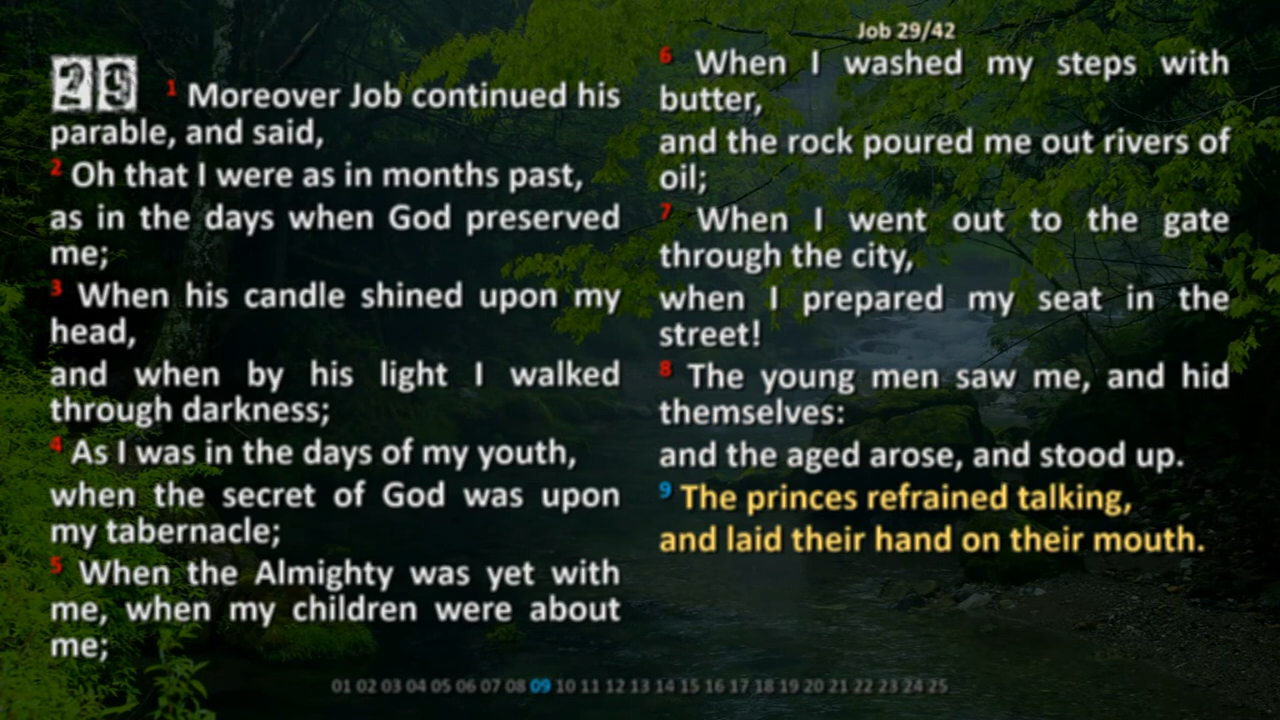 Job 29/42
29 1 Moreover Job continued his
parable, and said,
2 Oh that I were as in months past,
as in the days when God preserved
me;
3 When his candle shined upon my
head,
and when by his light I walked
through darkness;
4 As I was in the days of my youth,
when the secret of God was upon
my tabernacle;
5 When the Almighty was yet with
me, when my children were about
me;
6 When I washed my steps with
butter,
and the rock poured me out rivers of
oil;
7 When I went out to the gate
through the city,
when I prepared my seat in the
street!
8 The young men saw me, and hid
themselves:
and the aged arose, and stood up.
9 The princes refrained talking,
and laid their hand on their mouth.
01 02 03 04 05 06 07 08 09 10 11 12 13 14 15 16 17 18 19 20 21 22 23 24 25